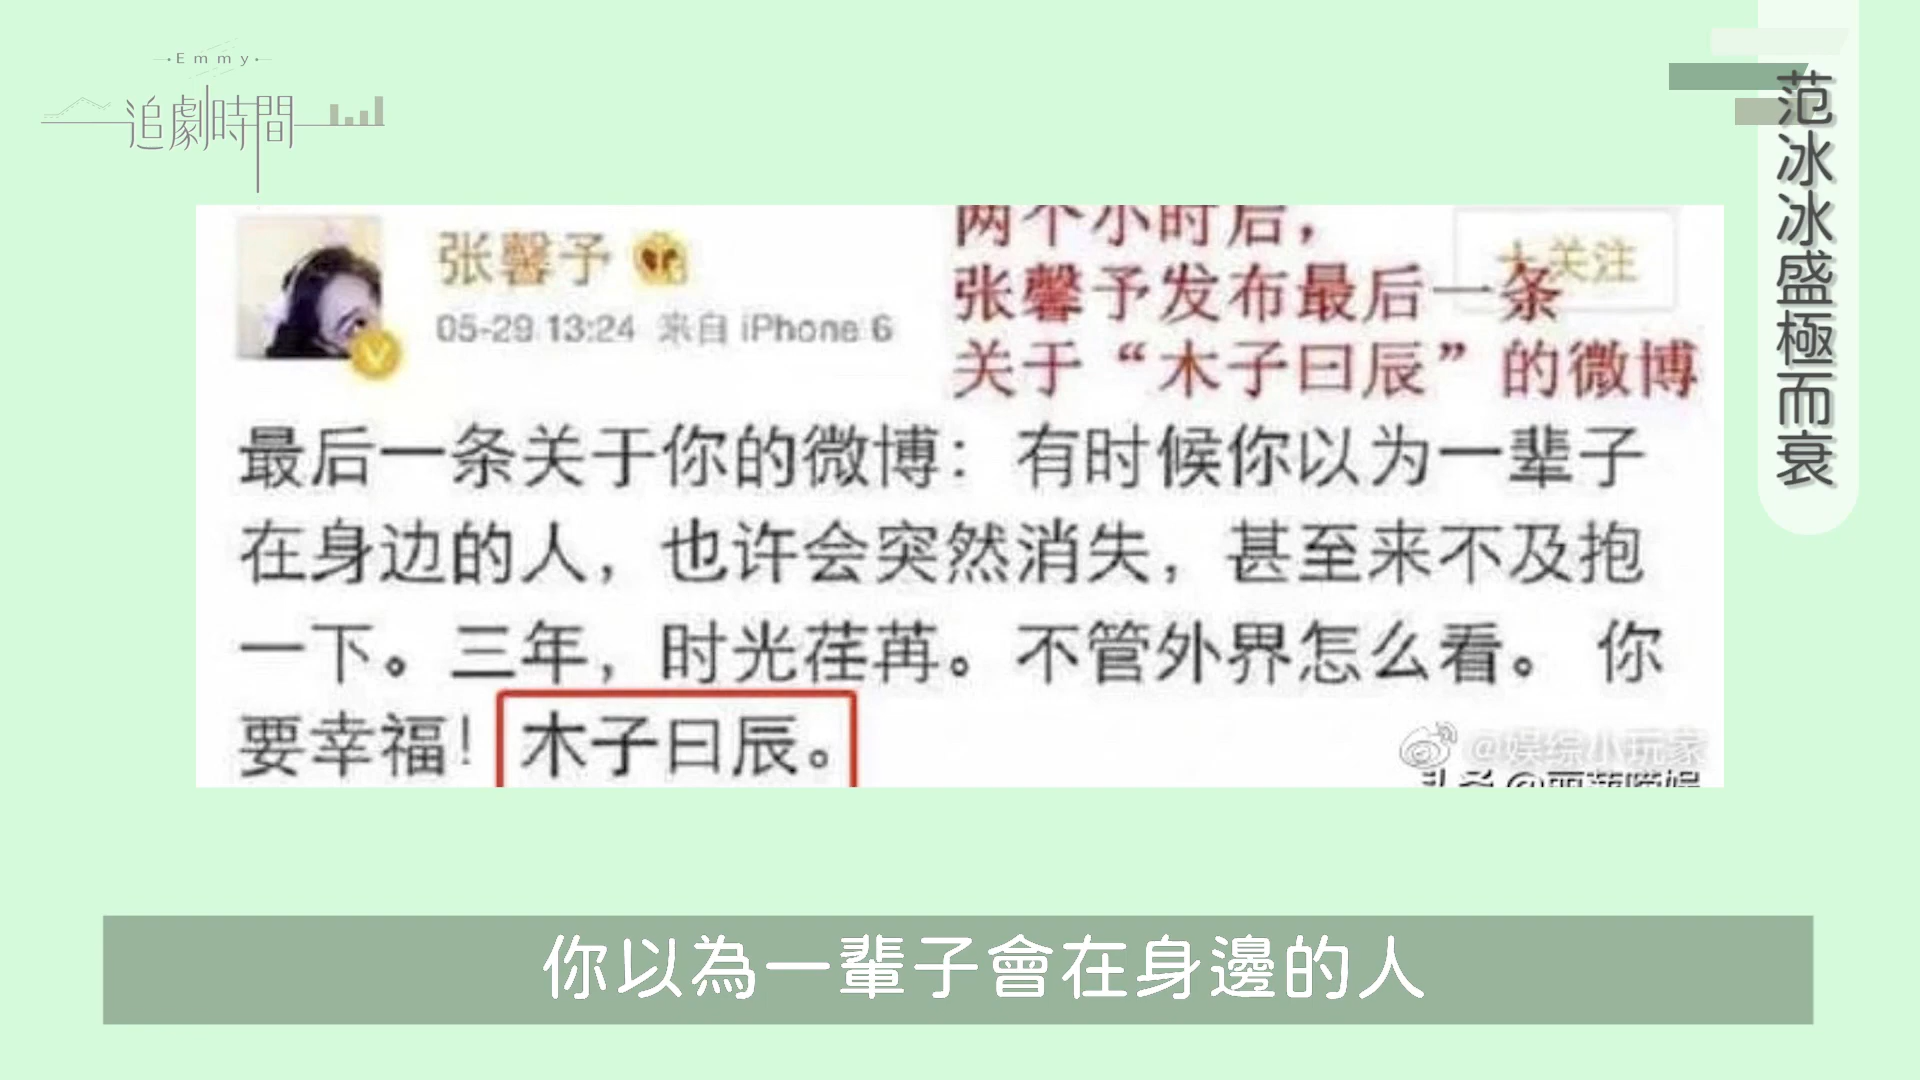 Emmy
追劇時間
范冰冰盛極而衰
张馨予
05-29 13:24 来自 iPhone 6
+关注
两个小时后，
张馨予发布最后一条
关于“木子曰辰”的微博
最后一条关于你的微博：有时候你以为一辈子
在身边的人，也许会突然消失，甚至来不及抱
一下。三年，时光荏苒。不管外界怎么看。 你
要幸福！木子曰辰。
@娱综小玩家
你以為一輩子會在身邊的人